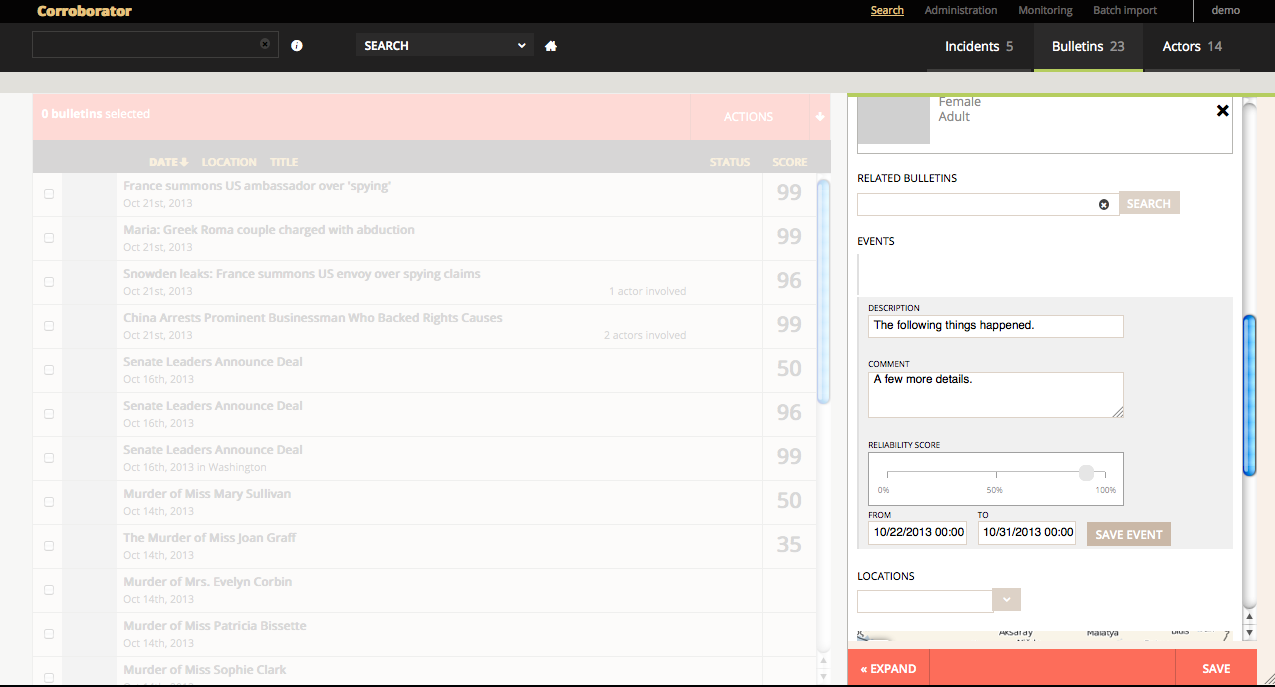 Corroborator
Search Administration Monitoring Batch import demo
SEARCH
Incidents 5 Bulletins 23 Actors 14
0 bulletins selected
ACTIONS
DATE LOCATION TITLE STATUS SCORE
France summons US ambassador over 'spying'
Oct 21st, 2013
99
Maria: Greek Roma couple charged with abduction
Oct 21st, 2013
99
Snowden leaks: France summons US envoy over spying claims
Oct 21st, 2013
1 actor involved
96
China Arrests Prominent Businessman Who Backed Rights Causes
Oct 21st, 2013
2 actors involved
99
Senate Leaders Announce Deal
Oct 16th, 2013
50
Senate Leaders Announce Deal
Oct 16th, 2013
96
Senate Leaders Announce Deal
Oct 16th, 2013 in Washington
99
Murder of Miss Mary Sullivan
Oct 14th, 2013
50
The Murder of Miss Joan Graff
Oct 14th, 2013
35
Murder of Mrs. Evelyn Corbin
Oct 14th, 2013
Murder of Miss Patricia Bissette
Oct 14th, 2013
Murder of Miss Sophie Clark
Female
Adult
RELATED BULLETINS
SEARCH
EVENTS
DESCRIPTION
The following things happened.
COMMENT
A few more details.
RELIABILITY SCORE
0% 50% 100%
FROM TO
10/22/2013 00:00 10/31/2013 00:00 SAVE EVENT
LOCATIONS
Aksaray Malatya
« EXPAND SAVE